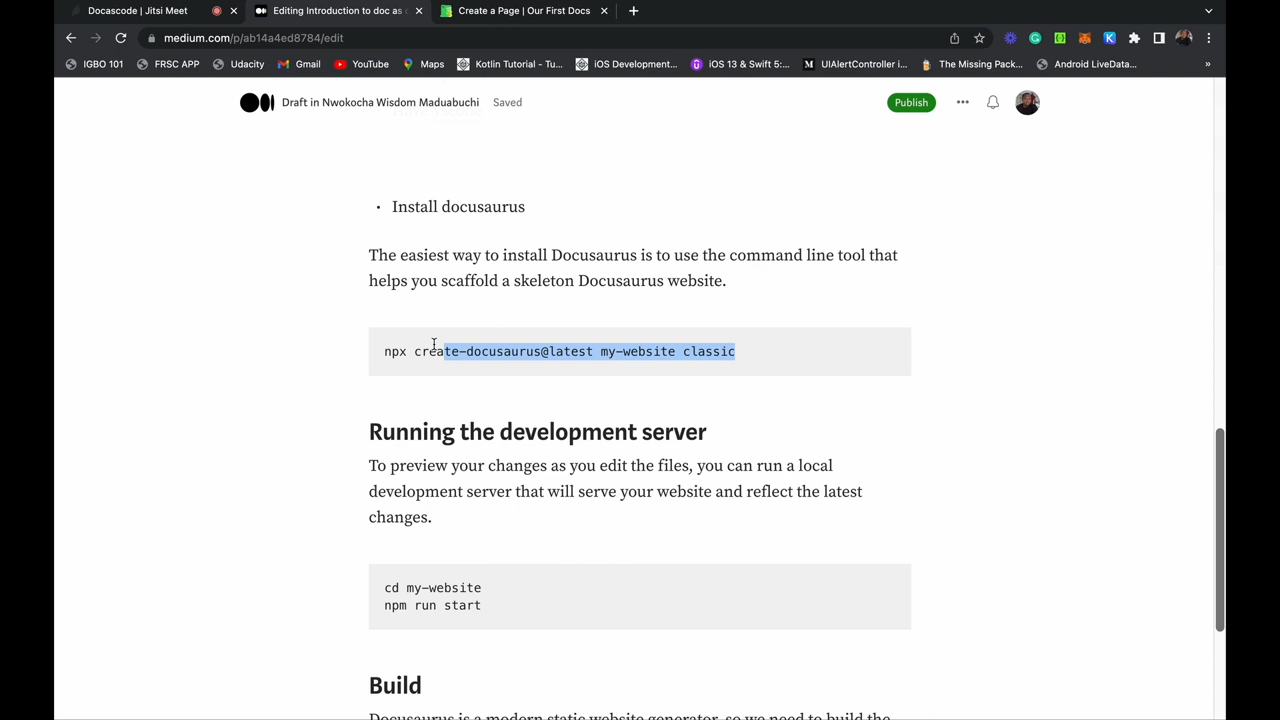 Docascode | Jitsi Meet
Editing Introduction to doc as c
Create a Page | Our First Docs
medium.com/p/ab14a4ed8784/edit
IGBO 101 FRSC APP Udacity Gmail YouTube Maps Kotlin Tutorial - Tu... iOS Development... iOS 13 & Swift 5:... UIAlertController i... The Missing Pack... Android LiveData... »
Draft in Nwokocha Wisdom Maduabuchi Saved Publish
• Install docusaurus
The easiest way to install Docusaurus is to use the command line tool that
helps you scaffold a skeleton Docusaurus website.
npx create-docusaurus@latest my-website classic
Running the development server
To preview your changes as you edit the files, you can run a local
development server that will serve your website and reflect the latest
changes.
cd my-website
npm run start
Build
Docusaurus is a modern static website generator, so we need to build the